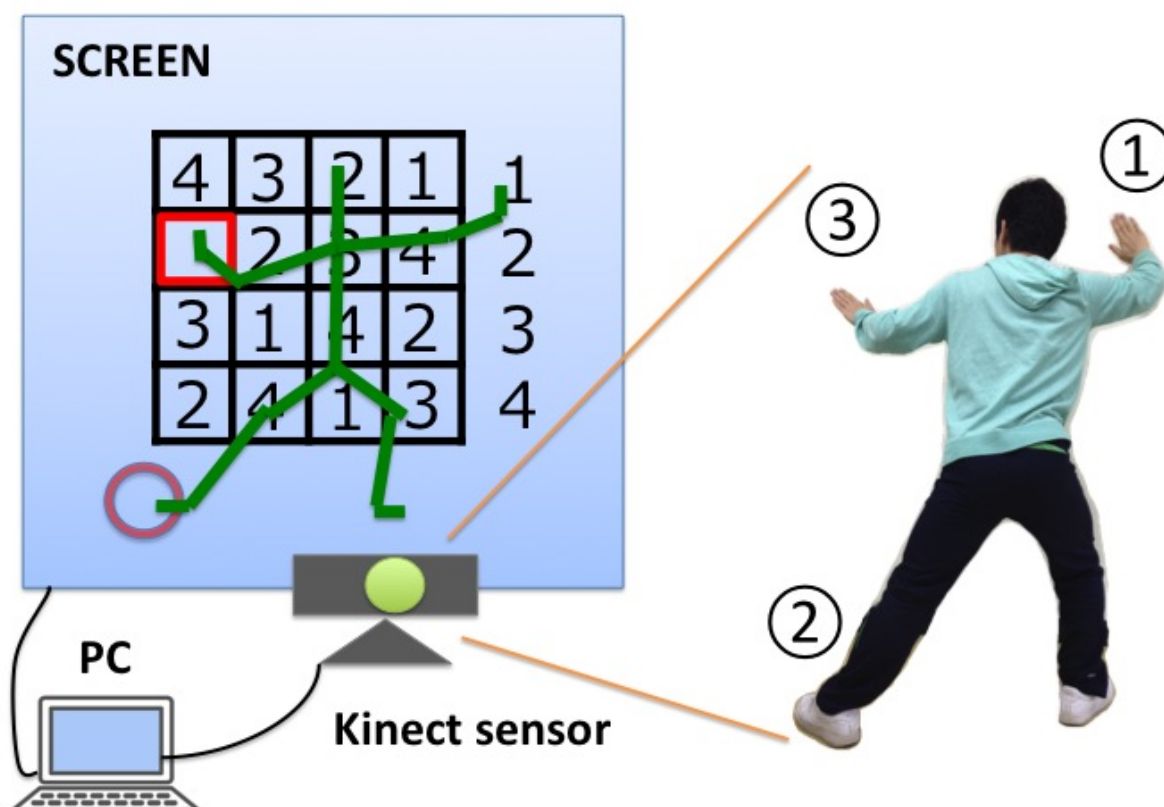 SCREEN
4 3 2 1 1
2 3 4 2
3 1 4 2 3
2 4 1 3 4
①
③
②
PC
Kinect sensor